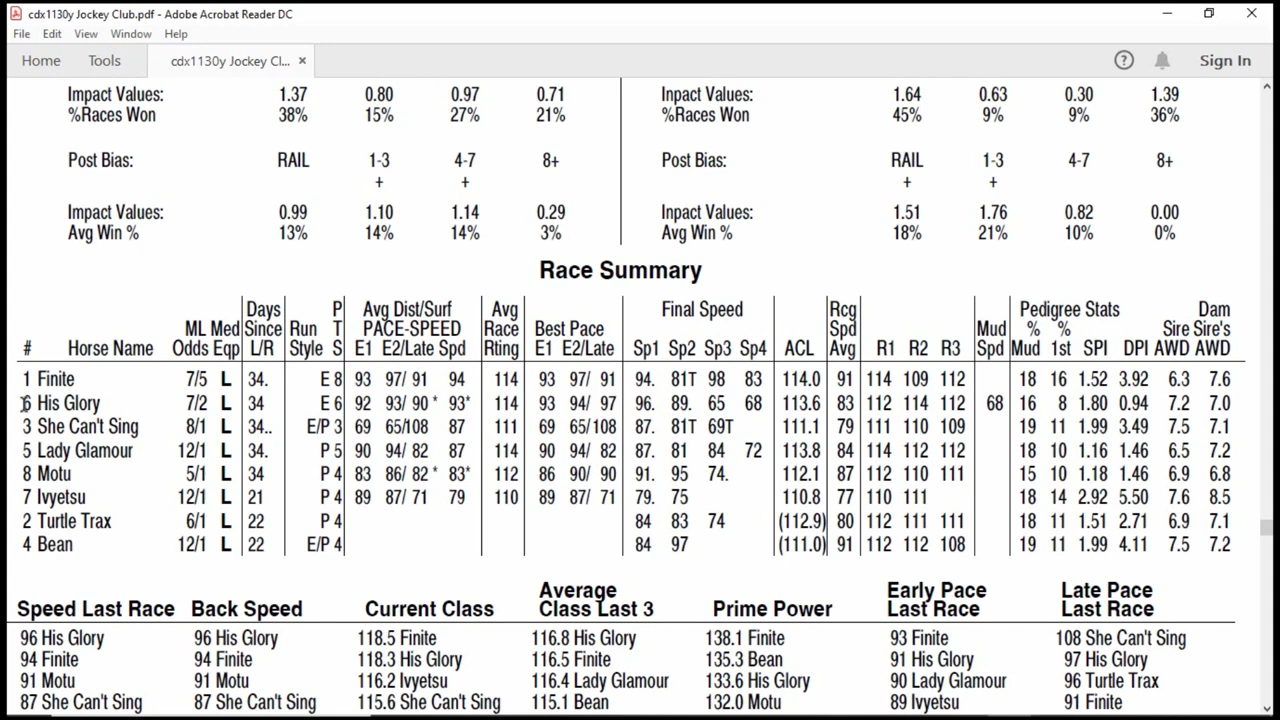 cdx1130y Jockey Club.pdf - Adobe Acrobat Reader DC
File Edit View Window Help
Home Tools cdx1130y Jockey Cl... × ? Sign In
Impact Values: 1.37 0.80 0.97 0.71 Inpact Values: 1.64 0.63 0.30 1.39
%Races Won 38% 15% 27% 21% %Races Won 45% 9% 9% 36%
Post Bias: RAIL 1-3 4-7 8+ Post Bias: RAIL 1-3 4-7 8+
+ + + +
Impact Values: 0.99 1.10 1.14 0.29 Inpact Values: 1.51 1.76 0.82 0.00
Avg Win % 13% 14% 14% 3% Avg Win % 18% 21% 10% 0%
Race Summary
P Days Avg Dist/Surf Avg Final Speed Rcg Pedigree Stats Dam
ML Med Since Run T PACE-SPEED Race Best Pace Spd Mud % % Sire Sire's
# Horse Name Odds Eqp L/R Style S E1 E2/Late Spd Rting E1 E2/Late Sp1 Sp2 Sp3 Sp4 ACL Avg R1 R2 R3 Spd Mud 1st SPI DPI AWD AWD
1 Finite 7/5 L 34. E 8 93 97/ 91 94 114 93 97/ 91 94. 81T 98 83 114.0 91 114 109 112 18 16 1.52 3.92 6.3 7.6
6 His Glory 7/2 L 34 E 6 92 93/ 90 * 93* 114 93 94/ 97 96. 89. 65 68 113.6 83 112 114 112 68 16 8 1.80 0.94 7.2 7.0
3 She Can't Sing 8/1 L 34.. E/P 3 69 65/108 87 111 69 65/108 87. 81T 69T 111.1 79 111 110 109 19 11 1.99 3.49 7.5 7.1
5 Lady Glamour 12/1 L 34. P 5 90 94/ 82 87 114 90 94/ 82 87. 81 84 72 113.8 84 114 112 112 18 10 1.16 1.46 6.5 7.2
8 Motu 5/1 L 34 P 4 83 86/ 82 * 83* 112 86 90/ 90 91. 95 74. 112.1 87 112 110 111 15 10 1.18 1.46 6.9 6.8
7 Ivyetsu 12/1 L 21 P 4 89 87/ 71 79 110 89 87/ 71 79. 75 110.8 77 110 111 18 14 2.92 5.50 7.6 8.5
2 Turtle Trax 6/1 L 22 P 4 84 83 74 (112.9) 80 112 111 111 18 11 1.51 2.71 6.9 7.1
4 Bean 12/1 L 22 E/P 4 84 97 (111.0) 91 112 112 108 19 11 1.99 4.11 7.5 7.2
Average Early Pace Late Pace
Speed Last Race Back Speed Current Class Class Last 3 Prime Power Last Race Last Race
96 His Glory 96 His Glory 118.5 Finite 116.8 His Glory 138.1 Finite 93 Finite 108 She Can't Sing
94 Finite 94 Finite 118.3 His Glory 116.5 Finite 135.3 Bean 91 His Glory 97 His Glory
91 Motu 91 Motu 116.2 Ivyetsu 116.4 Lady Glamour 133.6 His Glory 90 Lady Glamour 96 Turtle Trax
87 She Can't Sing 87 She Can't Sing 115.6 She Can't Sing 115.1 Bean 132.0 Motu 89 Ivyetsu 91 Finite